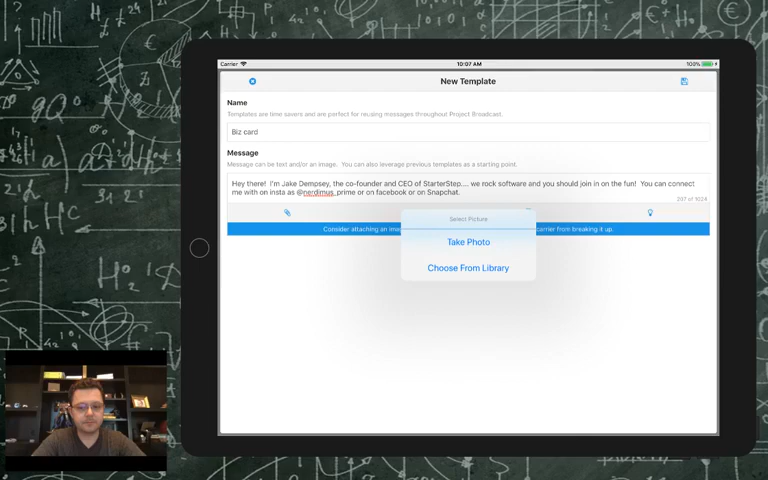 Carrier
10:07 AM
100%
New Template
Name
Templates are time savers and are perfect for reusing messages throughout Project Broadcast.
Biz card
Message
Message can be text and/or an image. You can also leverage previous templates as a starting point.
Hey there! I'm Jake Dempsey, the co-founder and CEO of StarterStep.... we rock software and you should join in on the fun! You can connect
me with on insta as @nerdimus_prime or on facebook or on Snapchat.
207 of 1024
Select Picture
Consider attaching an ima
carrier from breaking it up.
Take Photo
Choose From Library